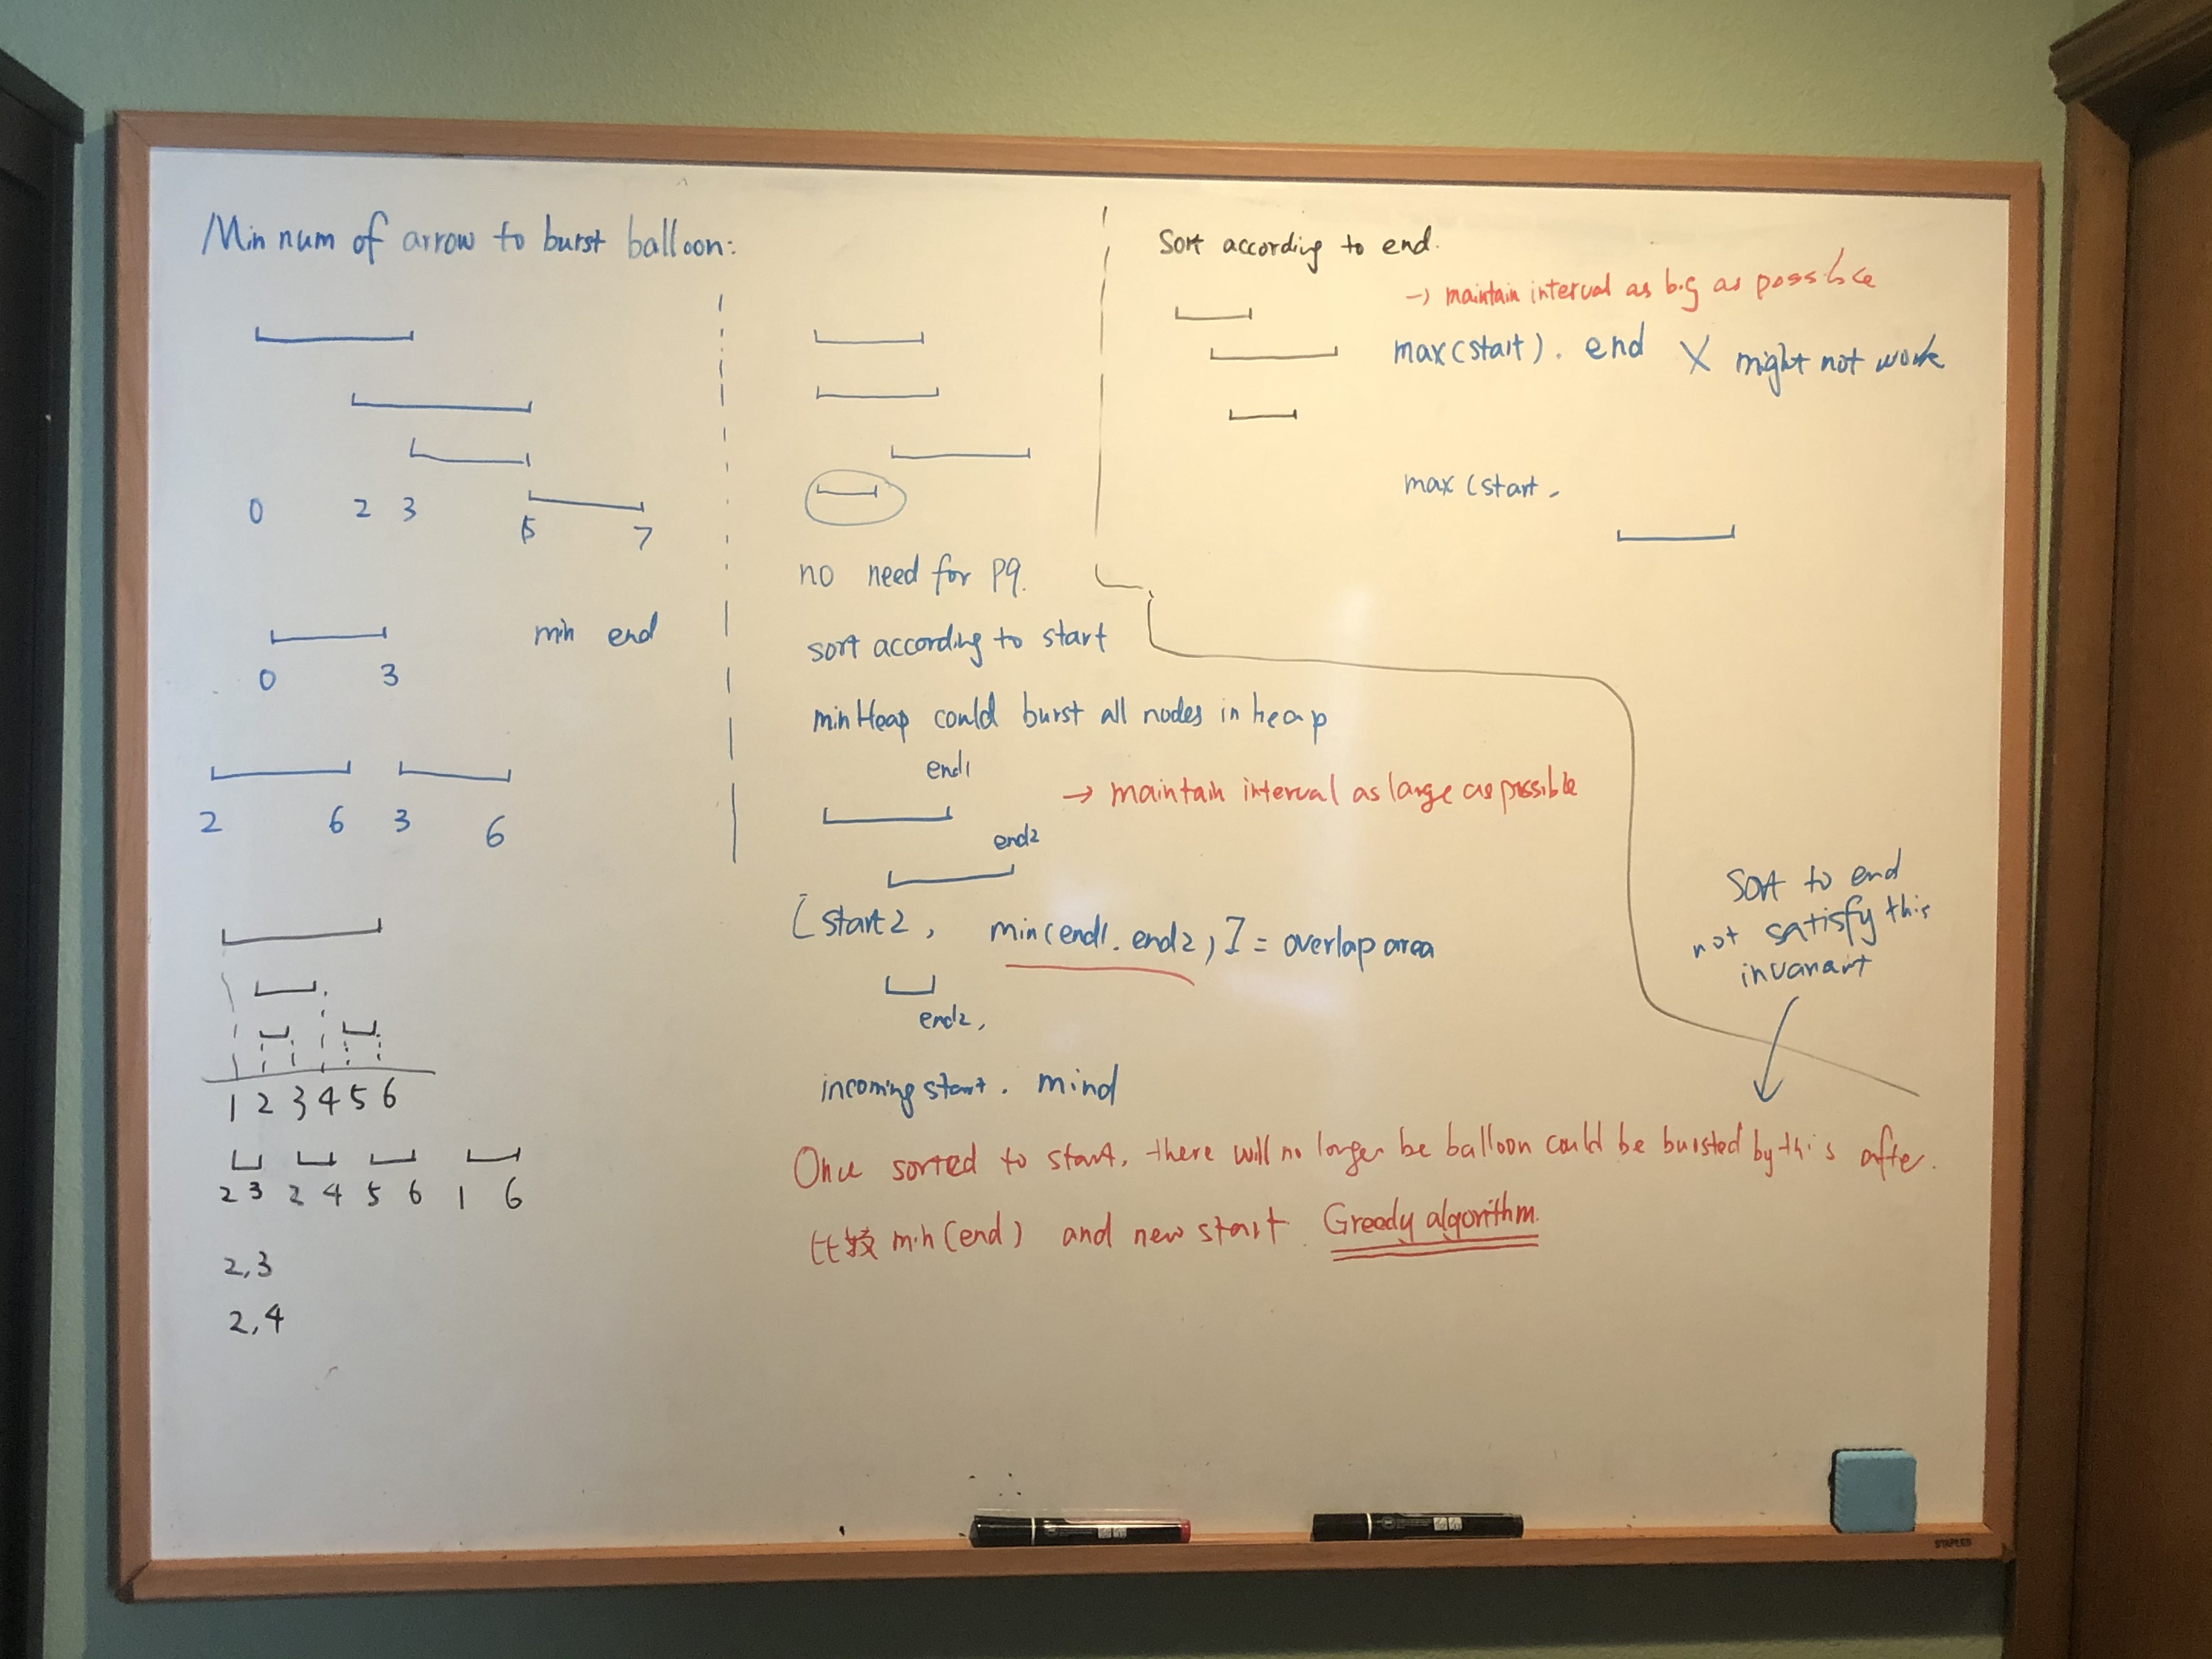 Min num of arrow to burst balloon:
0 2 3 5 7
0 3
min end
2 6 3 6
1 2 3 4 5 6
2 3 2 4 5 6 1 6
2,3
2,4
no need for pq.
sort according to start
minHeap could burst all nodes in heap
end1
→ maintain interval as large as possible
end2
[start2, min(end1. end2)] = overlap area
end2,
incoming start. mind
Once sorted to start, there will no longer be balloon could be bursted by this after.
比较 min(end) and new start. Greedy algorithm.
Sort according to end.
→ maintain interval as big as possible
max(start). end X might not work
max (start,
Sort to end
not satisfy this
invanart
STAPLES